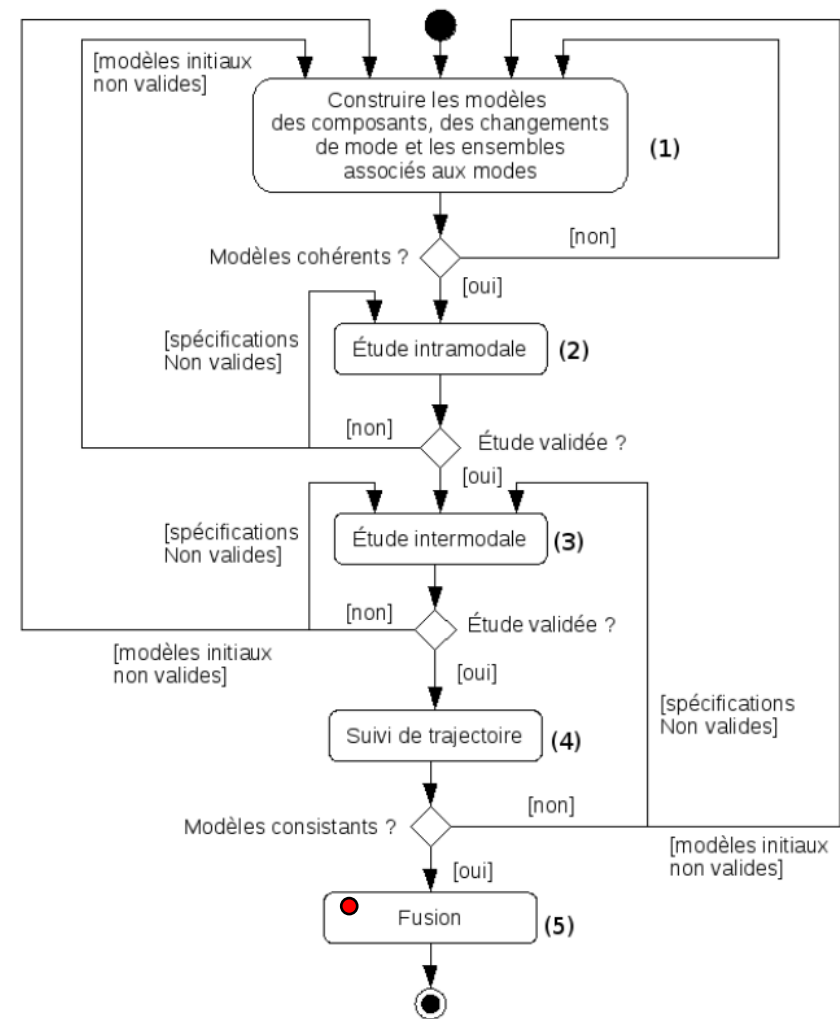 [modèles initiaux
non valides]
Construire les modèles
des composants, des changements
de mode et les ensembles
associés aux modes
(1)
[non]
Modèles cohérents ?
[oui]
[spécifications
Non valides]
Étude intramodale
(2)
[non]
Étude validée ?
[oui]
[spécifications
Non valides]
Étude intermodale
(3)
[non]
Étude validée ?
[modèles initiaux
non valides]
[oui]
[spécifications
Non valides]
Suivi de trajectoire
(4)
[non]
Modèles consistants ?
[modèles initiaux
non valides]
[oui]
Fusion
(5)